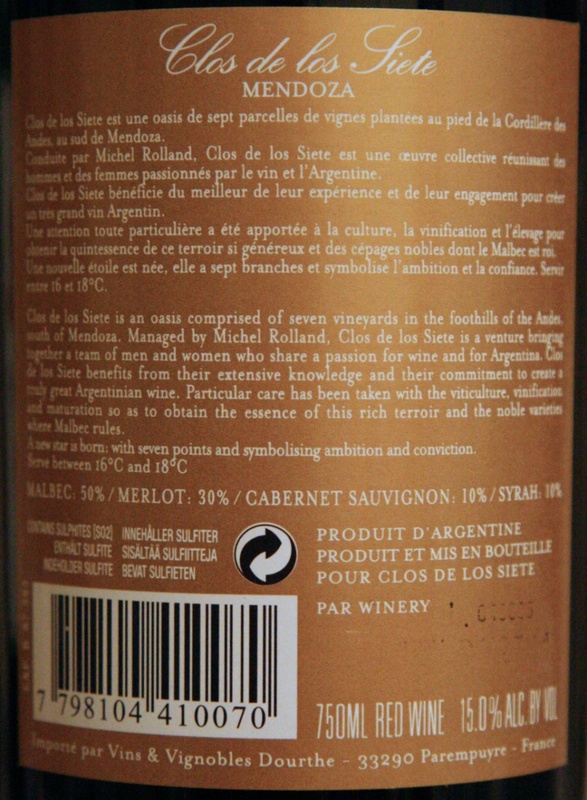 Clos de los Siete
MENDOZA
Clos de los Siete est une oasis de sept parcelles de vignes plantées au pied de la Cordillère des
Andes, au sud de Mendoza.
Conduite par Michel Rolland, Clos de los Siete est une œuvre collective réunissant des
hommes et des femmes passionnés par le vin et l'Argentine.
Clos de los Siete bénéficie du meilleur de leur expérience et de leur engagement pour créer
un très grand vin Argentin.
Une attention toute particulière a été apportée à la culture, la vinification et l'élevage pour
obtenir la quintessence de ce terroir si généreux et des cépages nobles dont le Malbec est roi.
Une nouvelle étoile est née, elle a sept branches et symbolise l'ambition et la confiance. Servir
entre 16 et 18°C.
Clos de los Siete is an oasis comprised of seven vineyards in the foothills of the Andes,
south of Mendoza. Managed by Michel Rolland, Clos de los Siete is a venture bringing
together a team of men and women who share a passion for wine and for Argentina. Clos
de los Siete benefits from their extensive knowledge and their commitment to create a
truly great Argentinian wine. Particular care has been taken with the viticulture, vinification
and maturation so as to obtain the essence of this rich terroir and the noble varieties
where Malbec rules.
A new star is born: with seven points and symbolising ambition and conviction.
Serve between 16°C and 18°C
MALBEC: 50% / MERLOT: 30% / CABERNET SAUVIGNON: 10% / SYRAH: 10%
CONTAINS SULPHITES [SO2] INNEHÅLLER SULFITER
ENTHÄLT SULFITE SISÄLTÄÄ SULFIITTEJA
INDEHOLDER SULFITE BEVAT SULFIETEN
PRODUIT D'ARGENTINE
PRODUIT ET MIS EN BOUTEILLE
POUR CLOS DE LOS SIETE
PAR WINERY
7 798104 410070
750ML RED WINE 15.0% ALC. BY VOL
Importé par Vins & Vignobles Dourthe - 33290 Parempuyre - France